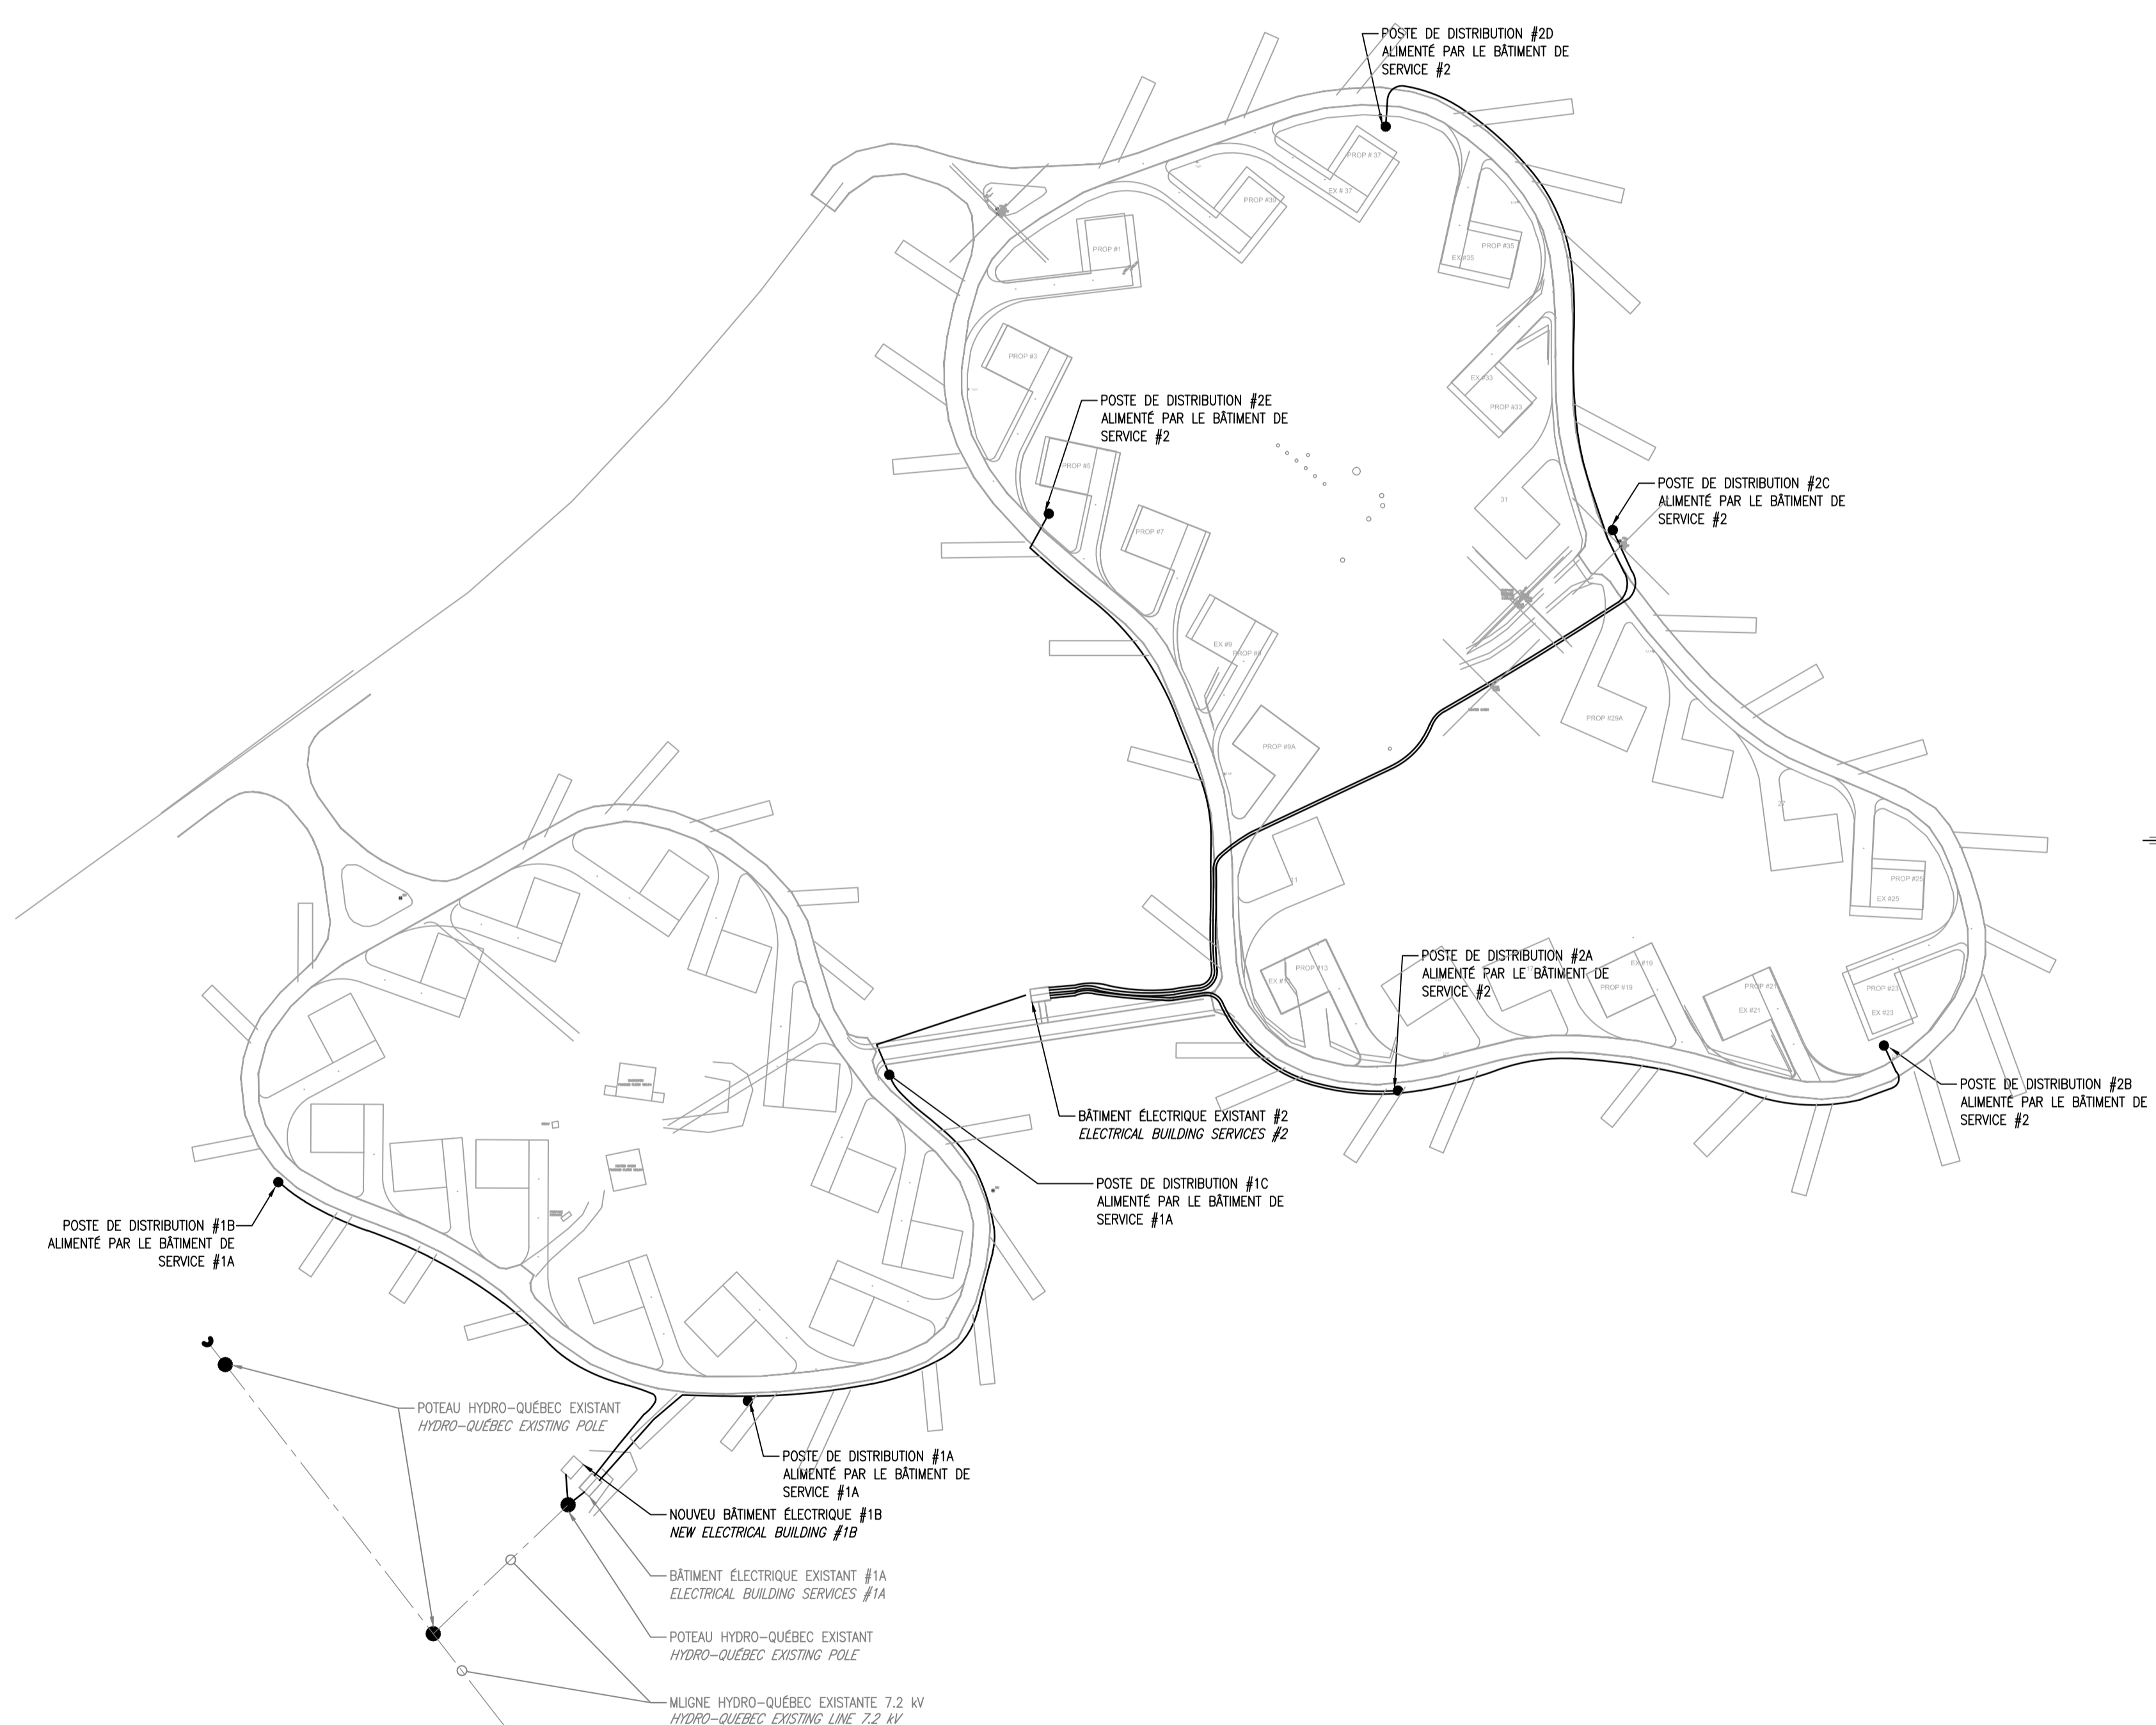 POSTE DE DISTRIBUTION #2D
ALIMENTÉ PAR LE BÂTIMENT DE
SERVICE #2
PROP # 37
EX # 37
PROP #39
PROP #1
PROP #35
EX #35
PROP #3
EX #33
PROP #33
POSTE DE DISTRIBUTION #2E
ALIMENTÉ PAR LE BÂTIMENT DE
SERVICE #2
PROP #5
POSTE DE DISTRIBUTION #2C
ALIMENTÉ PAR LE BÂTIMENT DE
SERVICE #2
31
PROP #7
EX #9
PROP #9
PROP #29A
PROP #9A
27
11
PROP #25
EX #25
PROP #13
POSTE DE DISTRIBUTION #2A
ALIMENTÉ PAR LE BÂTIMENT DE
SERVICE #2
EX #19
PROP #19
PROP #21
EX #21
PROP #23
EX #23
POSTE DE DISTRIBUTION #2B
ALIMENTÉ PAR LE BÂTIMENT DE
SERVICE #2
BÂTIMENT ÉLECTRIQUE EXISTANT #2
ELECTRICAL BUILDING SERVICES #2
POSTE DE DISTRIBUTION #1C
ALIMENTÉ PAR LE BÂTIMENT DE
SERVICE #1A
POSTE DE DISTRIBUTION #1B
ALIMENTÉ PAR LE BÂTIMENT DE
SERVICE #1A
POTEAU HYDRO-QUÉBEC EXISTANT
HYDRO-QUÉBEC EXISTING POLE
POSTE DE DISTRIBUTION #1A
ALIMENTÉ PAR LE BÂTIMENT DE
SERVICE #1A
NOUVEU BÂTIMENT ÉLECTRIQUE #1B
NEW ELECTRICAL BUILDING #1B
BÂTIMENT ÉLECTRIQUE EXISTANT #1A
ELECTRICAL BUILDING SERVICES #1A
POTEAU HYDRO-QUÉBEC EXISTANT
HYDRO-QUÉBEC EXISTING POLE
MLIGNE HYDRO-QUÉBEC EXISTANTE 7.2 kV
HYDRO-QUEBEC EXISTING LINE 7.2 kV